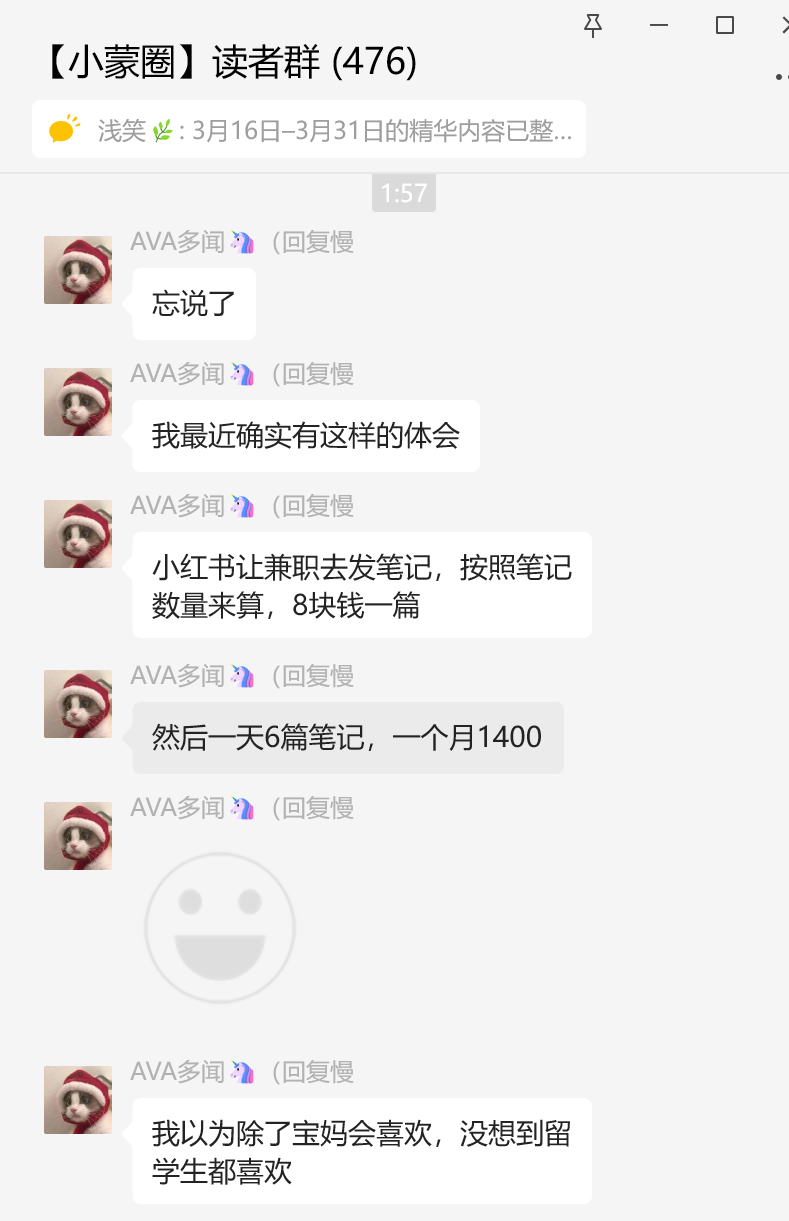 【小蒙圈】读者群 (476)
浅笑🌿: 3月16日–3月31日的精华内容已整...
1:57
AVA多闻🦄（回复慢
忘说了
AVA多闻🦄（回复慢
我最近确实有这样的体会
AVA多闻🦄（回复慢
小红书让兼职去发笔记，按照笔记
数量来算，8块钱一篇
AVA多闻🦄（回复慢
然后一天6篇笔记，一个月1400
AVA多闻🦄（回复慢
AVA多闻🦄（回复慢
我以为除了宝妈会喜欢，没想到留
学生都喜欢